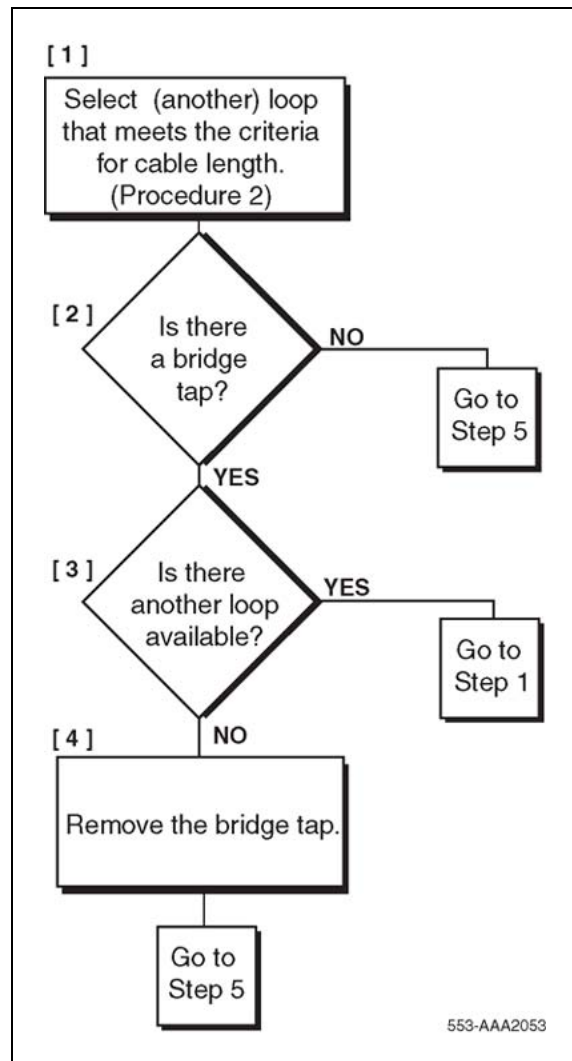 [ 1 ]
Select (another) loop
that meets the criteria
for cable length.
(Procedure 2)
[ 2 ]
Is there
a bridge
tap?
NO
Go to
Step 5
YES
[ 3 ]
Is there
another loop
available?
YES
Go to
Step 1
NO
[ 4 ]
Remove the bridge tap.
Go to
Step 5
553-AAA2053